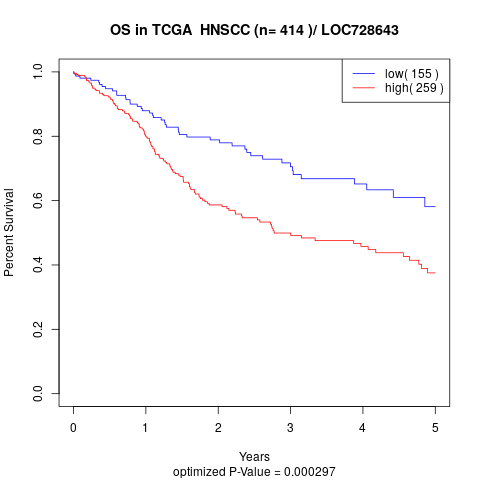 OS in TCGA  HNSCC (n= 414 )/ LOC728643
low( 155 )
high( 259 )
Percent Survival
1.0
0.8
0.6
0.4
0.2
0.0
0 1 2 3 4 5
Years
optimized P-Value = 0.000297